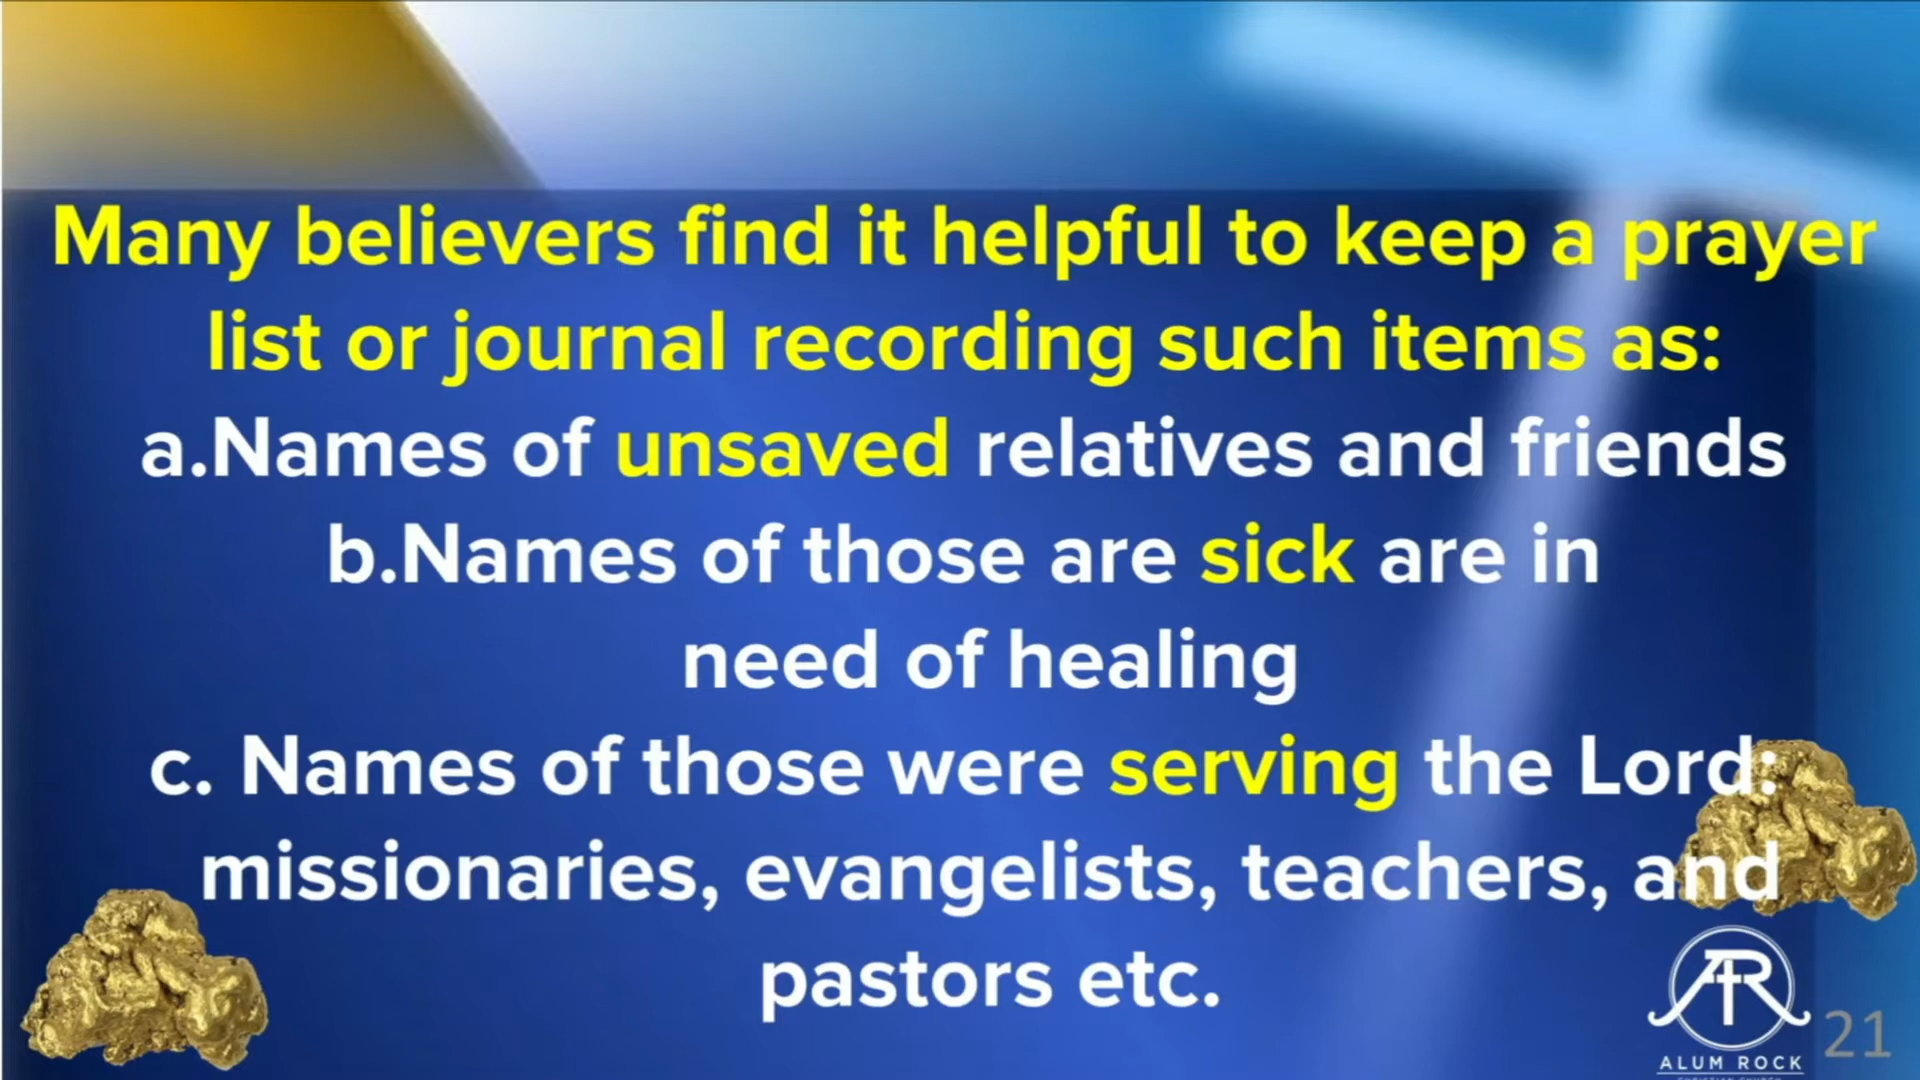 Many believers find it helpful to keep a prayer
list or journal recording such items as:
a.Names of unsaved relatives and friends
b.Names of those are sick are in
need of healing
c. Names of those were serving the Lord:
missionaries, evangelists, teachers, and
pastors etc.
21
ALUM ROCK